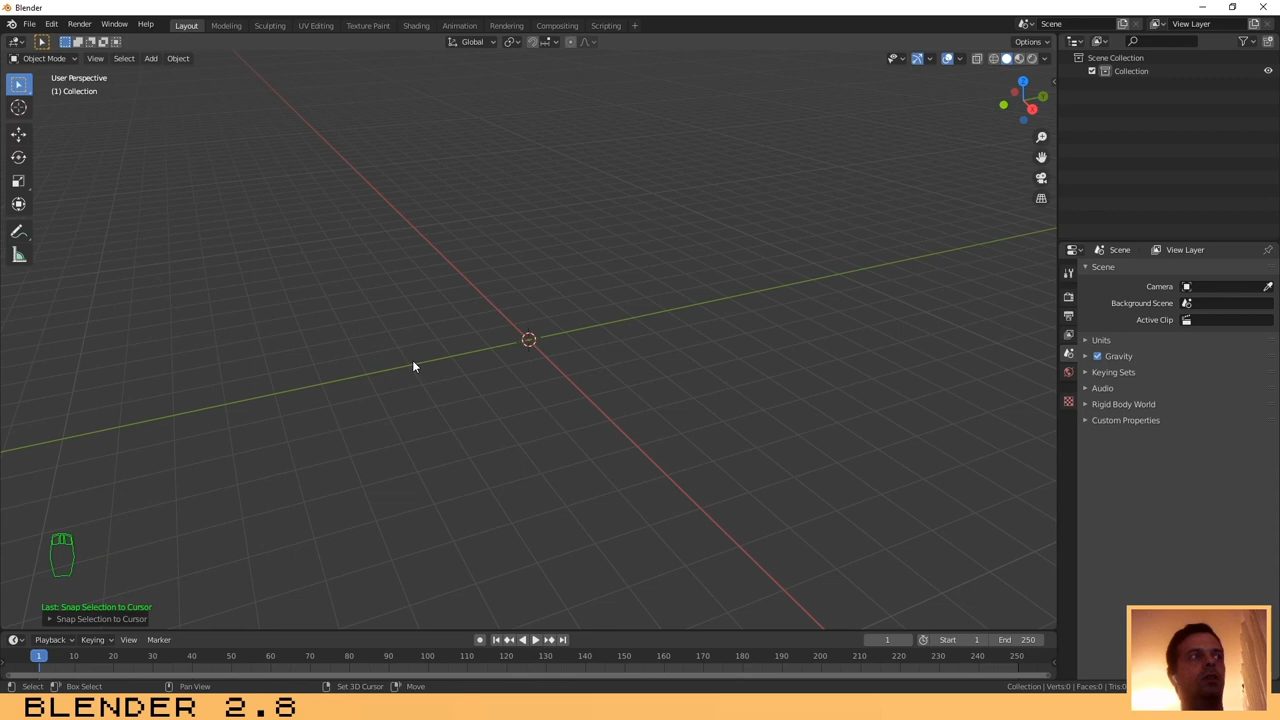 Blender
File Edit Render Window Help Layout Modeling Sculpting UV Editing Texture Paint Shading Animation Rendering Compositing Scripting + Scene View Layer
Global Options
Object Mode View Select Add Object
User Perspective
(1) Collection
Z
Y
X
Scene Collection
Collection
Scene View Layer
Scene
Camera
Background Scene
Active Clip
Units
Gravity
Keying Sets
Audio
Rigid Body World
Custom Properties
Last: Snap Selection to Cursor
Snap Selection to Cursor
Playback Keying View Marker 1 Start 1 End 250
1 10 20 30 40 50 60 70 80 90 100 110 120 130 140 150 160 170 180 190 200 210 220 230 240 250
Select Box Select Pan View Set 3D Cursor Move Collection | Verts:0 | Faces:0 | Tris:0
BLENDER 2.8